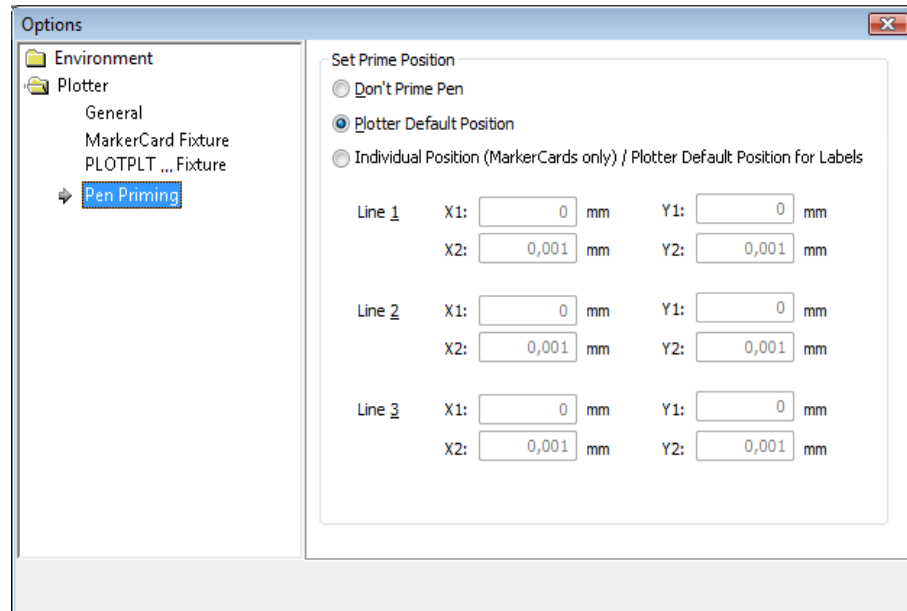 Options
Environment
Plotter
General
MarkerCard Fixture
PLOTPLT ... Fixture
Pen Priming
Set Prime Position
Don't Prime Pen
Plotter Default Position
Individual Position (MarkerCards only) / Plotter Default Position for Labels
Line 1 X1: 0 mm Y1: 0 mm
X2: 0,001 mm Y2: 0,001 mm
Line 2 X1: 0 mm Y1: 0 mm
X2: 0,001 mm Y2: 0,001 mm
Line 3 X1: 0 mm Y1: 0 mm
X2: 0,001 mm Y2: 0,001 mm